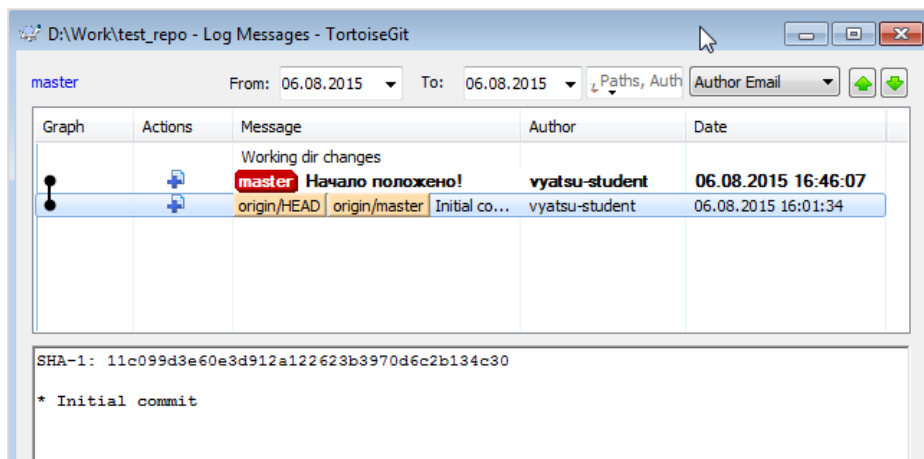 D:\Work\test_repo - Log Messages - TortoiseGit
master From: 06.08.2015 To: 06.08.2015 Paths, Auth Author Email
Graph Actions Message Author Date
Working dir changes
master Начало положено! vyatsu-student 06.08.2015 16:46:07
origin/HEAD origin/master Initial co... vyatsu-student 06.08.2015 16:01:34
SHA-1: 11c099d3e60e3d912a122623b3970d6c2b134c30
* Initial commit